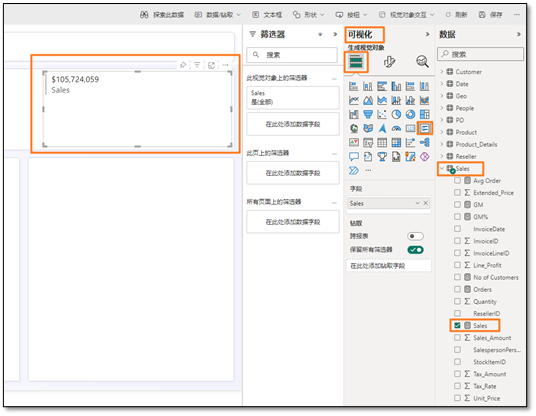 探索此数据
数据/钻取
文本框
形状
按钮
视觉对象交互
刷新
保存
$105,724,059
Sales
筛选器
搜索
此视觉对象上的筛选器
Sales
是(全部)
在此处添加数据字段
此页上的筛选器
在此处添加数据字段
所有页面上的筛选器
在此处添加数据字段
可视化
生成视觉对象
字段
Sales
钻取
跨报表
保留所有筛选器
在此处添加钻取字段
数据
搜索
Customer
Date
Geo
People
PO
Product
Product_Details
Reseller
Sales
Avg Order
Extended_Price
GM
GM%
InvoiceDate
InvoiceID
InvoiceLineID
Line_Profit
No of Customers
Orders
Quantity
ResellerID
Sales
Sales_Amount
SalespersonPers...
StockItemID
Tax_Amount
Tax_Rate
Unit_Price